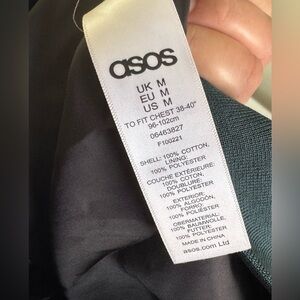 asos
UK M
EU M
US M
TO FIT CHEST 38-40"
96-102cm
06463827
F100221
SHELL: 100% COTTON,
LINING:
100% POLYESTER
COUCHE EXTÉRIEURE:
100% COTON,
DOUBLURE:
100% POLYESTER
EXTERIOR:
100% ALGODÓN,
FORRO
100% POLIÉSTER
OBERMATERIAL:
100% BAUMWOLLE,
FUTTER:
100% POLYESTER
MADE IN CHINA
asos.com Ltd